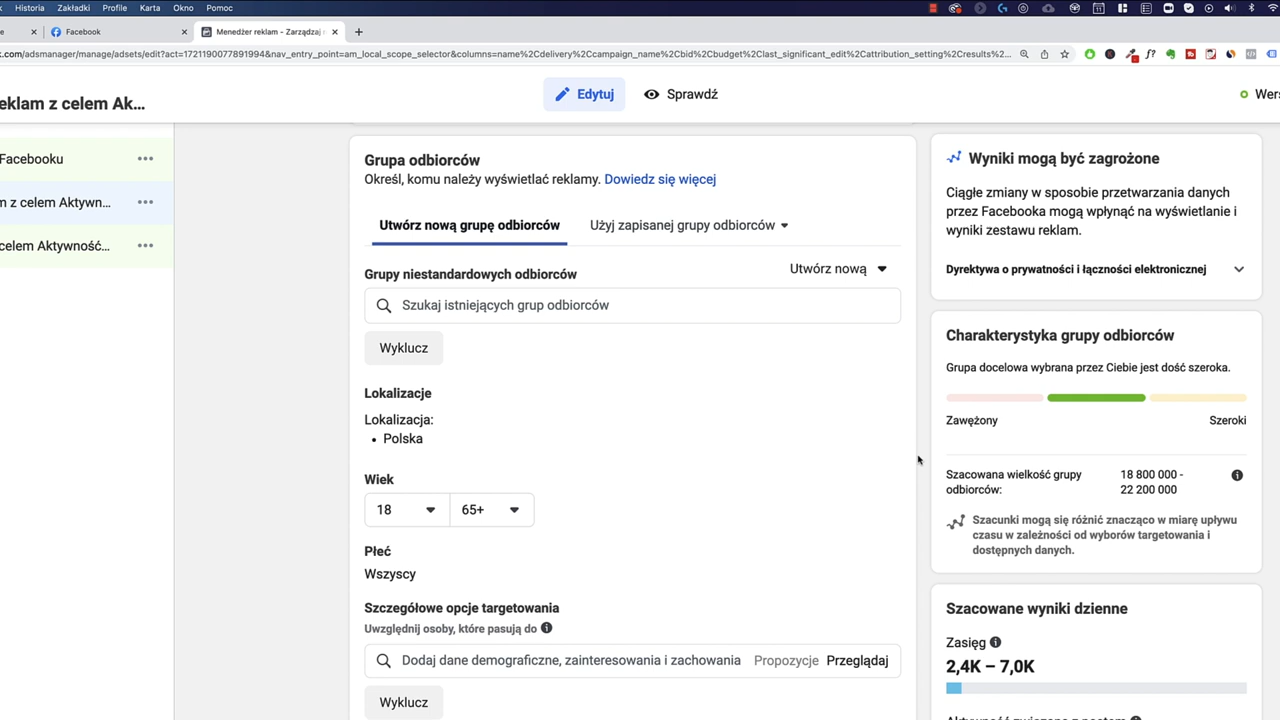 Historia Zakładki Profile Karta Okno Pomoc
Facebook
Menedżer reklam - Zarządzaj
k.com/adsmanager/manage/adsets/edit?act=1721190077891994&nav_entry_point=am_local_scope_selector&columns=name%2Cdelivery%2Ccampaign_name%2Cbid%2Cbudget%2Clast_significant_edit%2Cattribution_setting%2Cresults%2C...
eklam z celem Ak...
Edytuj
Sprawdź
Wers
Facebooku
m z celem Aktywn...
celem Aktywność...
Grupa odbiorców
Określ, komu należy wyświetlać reklamy. Dowiedz się więcej
Utwórz nową grupę odbiorców
Użyj zapisanej grupy odbiorców
Grupy niestandardowych odbiorców
Utwórz nową
Szukaj istniejących grup odbiorców
Wyklucz
Lokalizacje
Lokalizacja:
• Polska
Wiek
18
65+
Płeć
Wszyscy
Szczegółowe opcje targetowania
Uwzględnij osoby, które pasują do
Dodaj dane demograficzne, zainteresowania i zachowania Propozycje Przeglądaj
Wyklucz
Wyniki mogą być zagrożone
Ciągłe zmiany w sposobie przetwarzania danych
przez Facebooka mogą wpłynąć na wyświetlanie i
wyniki zestawu reklam.
Dyrektywa o prywatności i łączności elektronicznej
Charakterystyka grupy odbiorców
Grupa docelowa wybrana przez Ciebie jest dość szeroka.
Zawężony
Szeroki
Szacowana wielkość grupy
odbiorców:
18 800 000 -
22 200 000
Szacunki mogą się różnić znacząco w miarę upływu
czasu w zależności od wyborów targetowania i
dostępnych danych.
Szacowane wyniki dzienne
Zasięg
2,4K – 7,0K